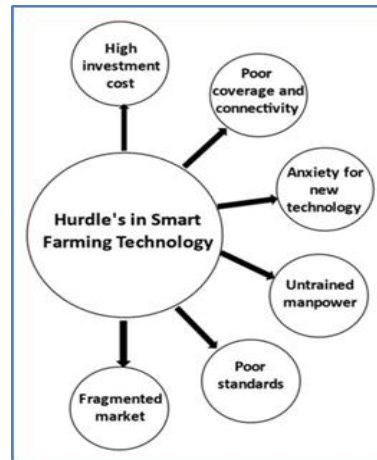 High
investment
cost
Poor
coverage and
connectivity
Anxiety for
new
technology
Hurdle's in Smart
Farming Technology
Untrained
manpower
Poor
standards
Fragmented
market